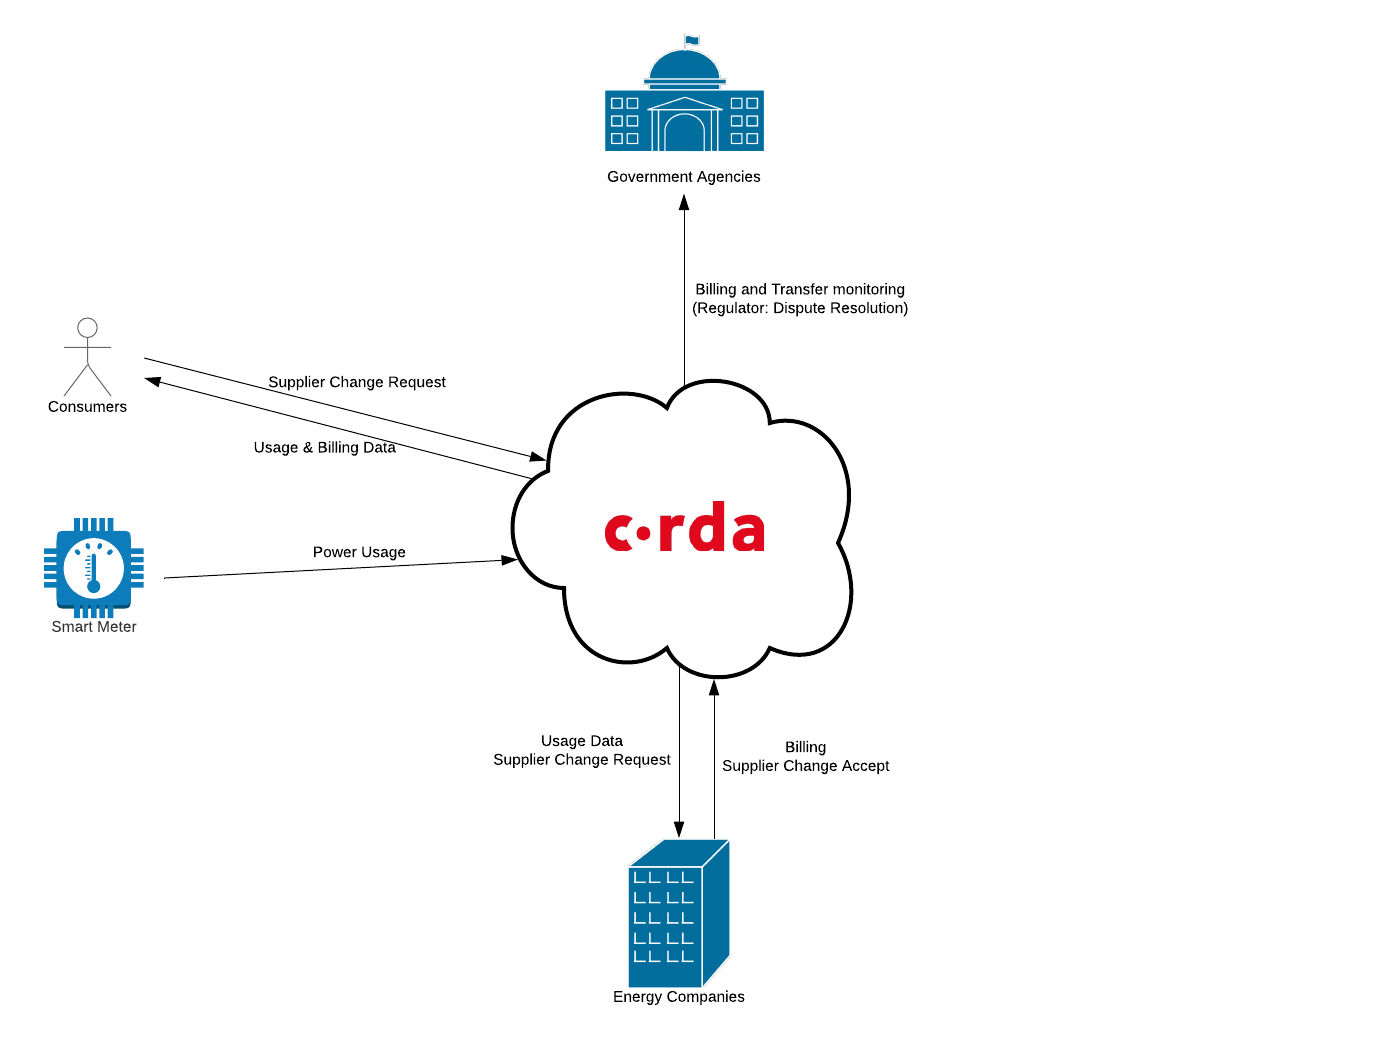 Government Agencies
Billing and Transfer monitoring
(Regulator: Dispute Resolution)
Supplier Change Request
Consumers
Usage & Billing Data
corda
Power Usage
Smart Meter
Usage Data
Supplier Change Request
Billing
Supplier Change Accept
Energy Companies